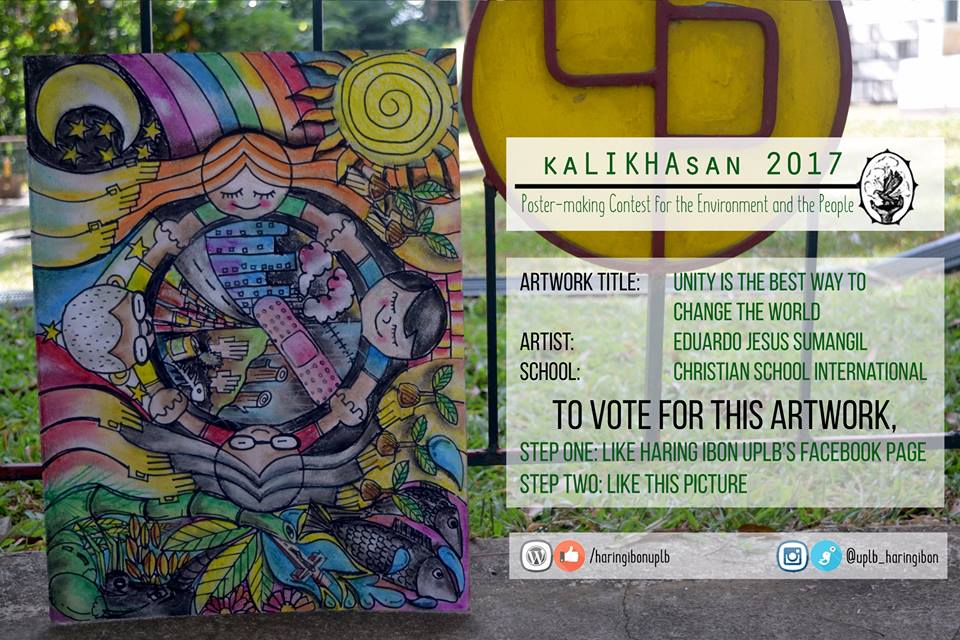 kaLIKHAsan 2017
Poster-making Contest for the Environment and the People
ARTWORK TITLE: UNITY IS THE BEST WAY TO
CHANGE THE WORLD
ARTIST: EDUARDO JESUS SUMANGIL
SCHOOL: CHRISTIAN SCHOOL INTERNATIONAL
TO VOTE FOR THIS ARTWORK,
STEP ONE: LIKE HARING IBON UPLB'S FACEBOOK PAGE
STEP TWO: LIKE THIS PICTURE
/haringibonuplb
@uplb_haringibon